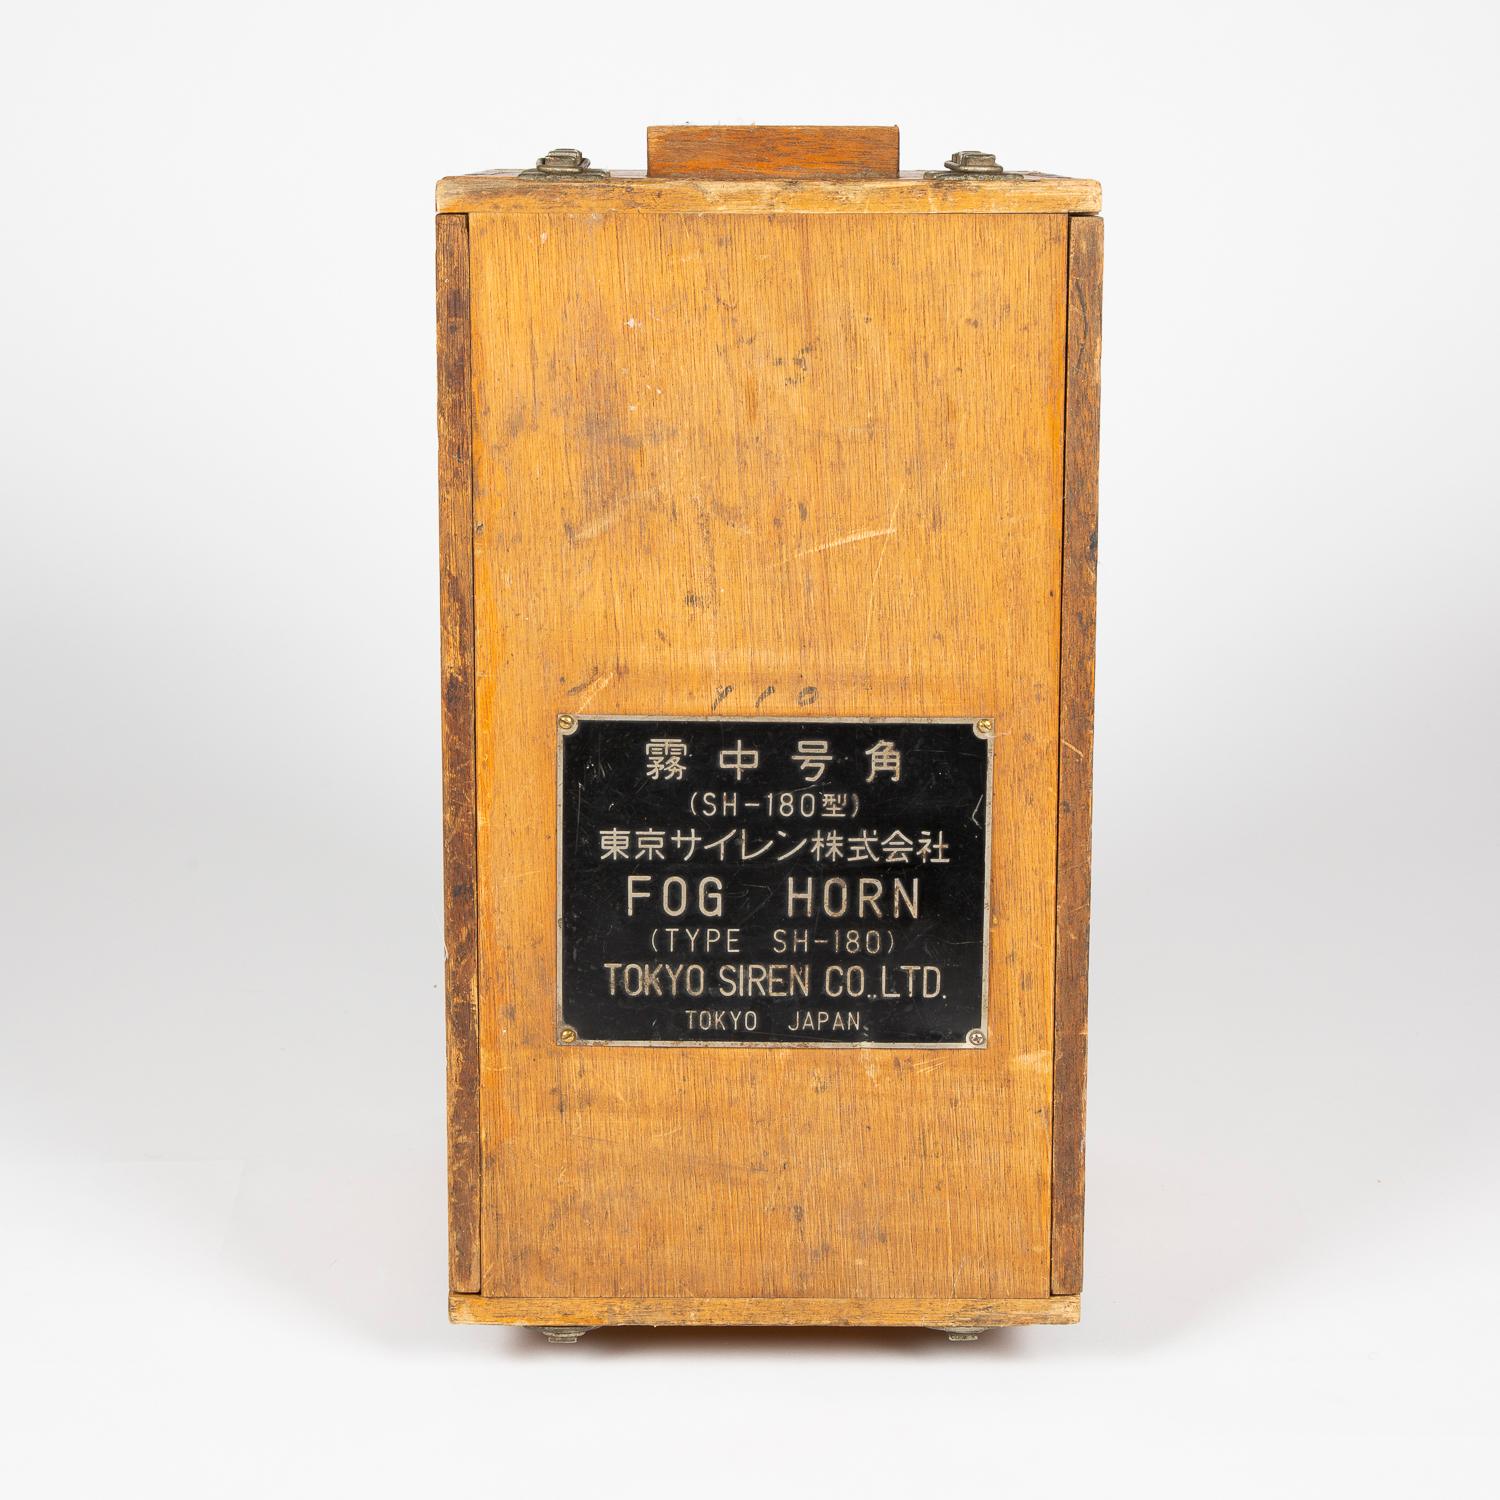 霧中号角
(SH-180型)
東京サイレン株式会社
FOG HORN
(TYPE SH-180)
TOKYO SIREN CO.,LTD.
TOKYO JAPAN